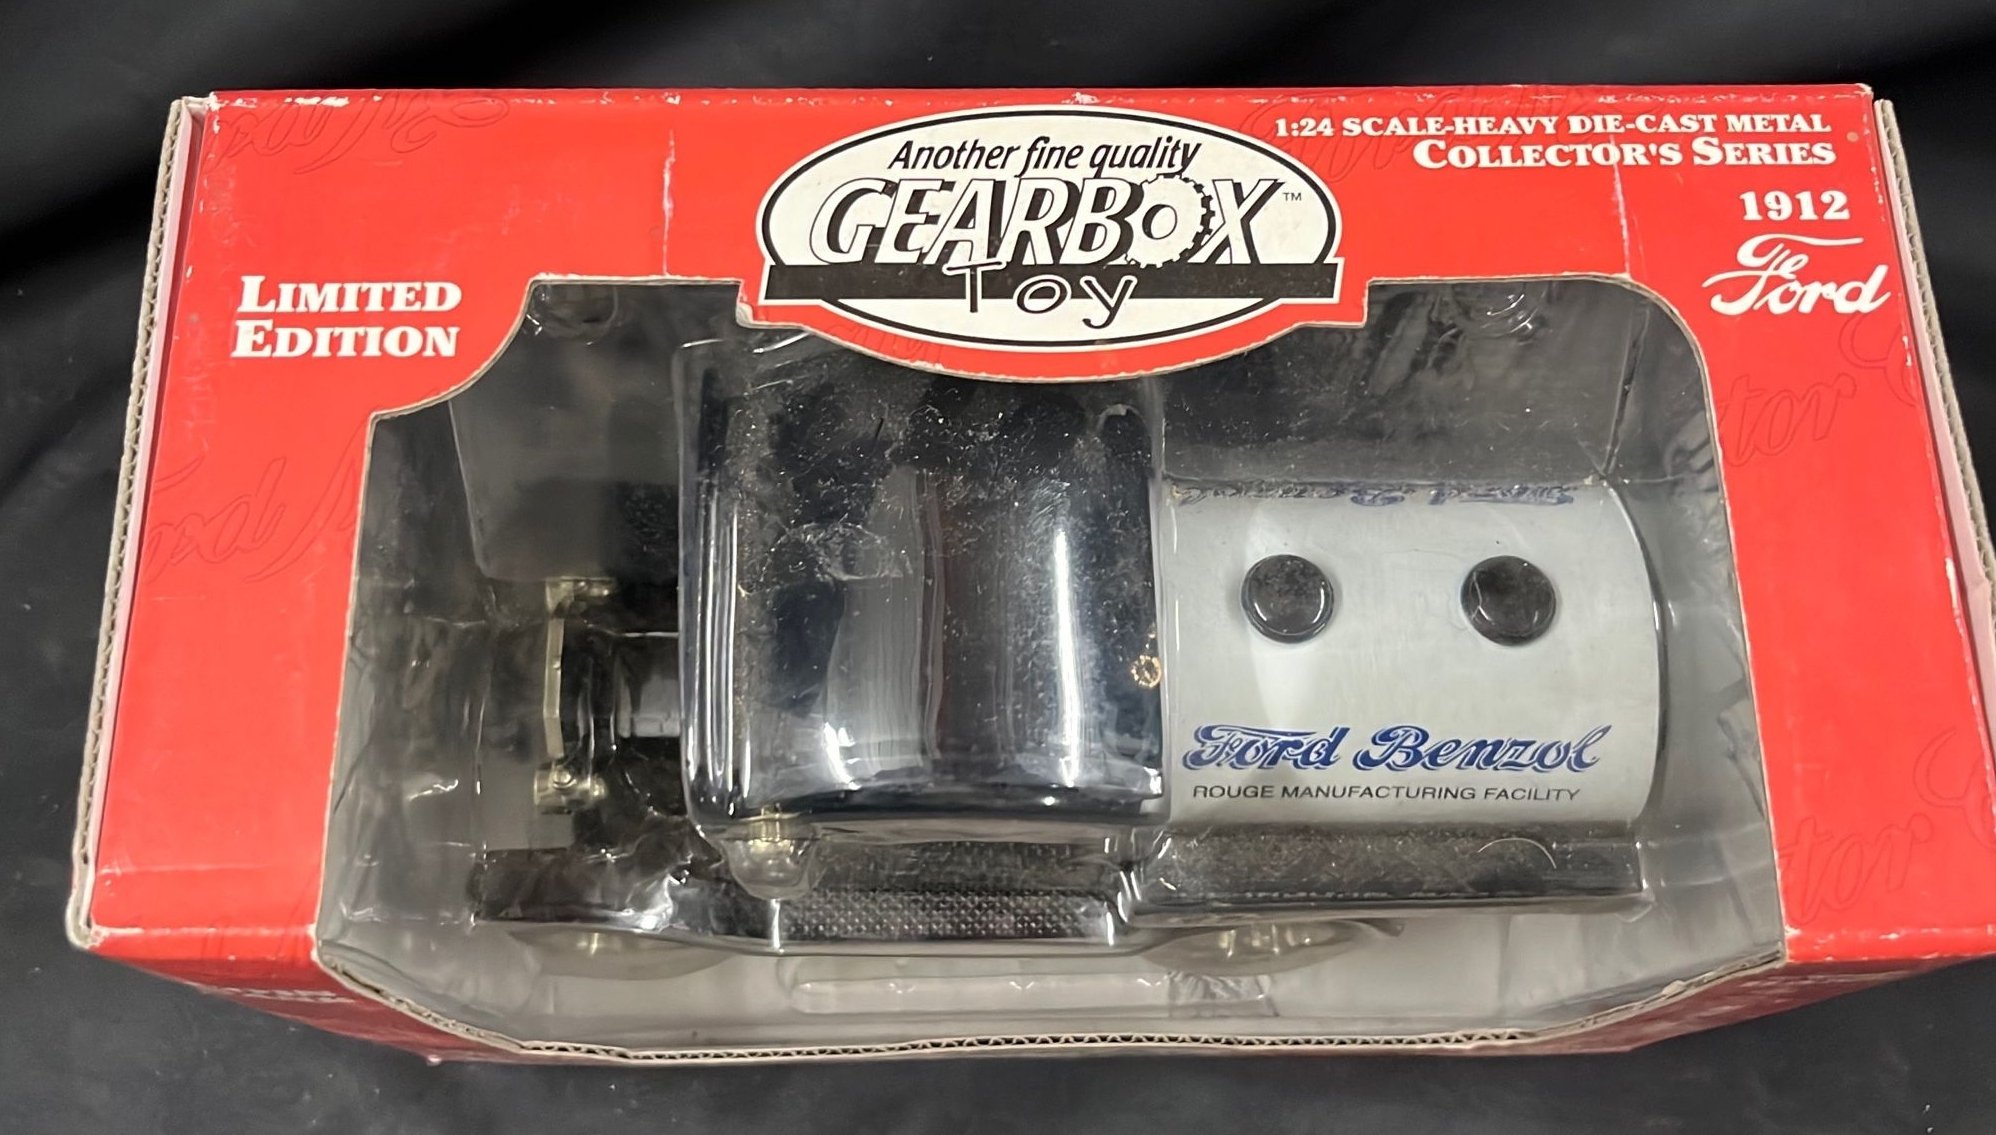 Another fine quality
GEARBOX™
Toy
1:24 SCALE-HEAVY DIE-CAST METAL
COLLECTOR'S SERIES
1912
Ford
LIMITED
EDITION
Ford Benzol
ROUGE MANUFACTURING FACILITY